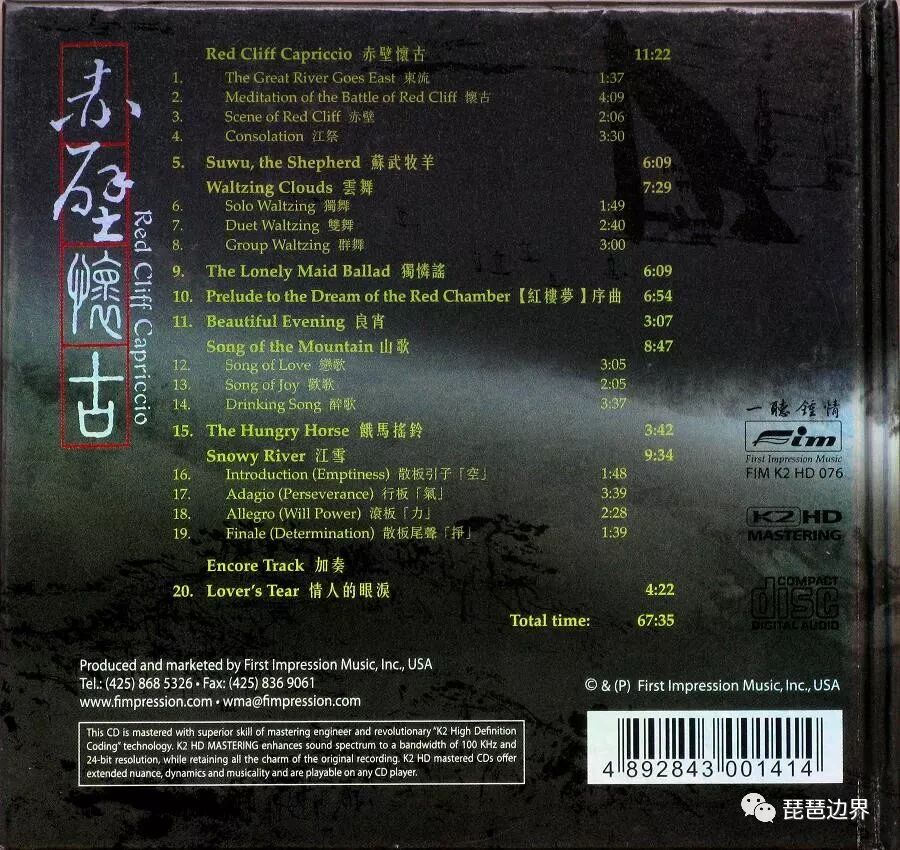 赤壁懷古
Red Cliff Capriccio
Red Cliff Capriccio 赤壁懷古 11:22
1. The Great River Goes East 東流 1:37
2. Meditation of the Battle of Red Cliff 懷古 4:09
3. Scene of Red Cliff 赤壁 2:06
4. Consolation 江祭 3:30
5. Suwu, the Shepherd 蘇武牧羊 6:09
Waltzing Clouds 雲舞 7:29
6. Solo Waltzing 獨舞 1:49
7. Duet Waltzing 雙舞 2:40
8. Group Waltzing 群舞 3:00
9. The Lonely Maid Ballad 獨憐謠 6:09
10. Prelude to the Dream of the Red Chamber【紅樓夢】序曲 6:54
11. Beautiful Evening 良宵 3:07
Song of the Mountain 山歌 8:47
12. Song of Love 戀歌 3:05
13. Song of Joy 歡歌 2:05
14. Drinking Song 醉歌 3:37
15. The Hungry Horse 餓馬搖鈴 3:42
Snowy River 江雪 9:34
16. Introduction (Emptiness) 散板引子「空」 1:48
17. Adagio (Perseverance) 行板「氣」 3:39
18. Allegro (Will Power) 滾板「力」 2:28
19. Finale (Determination) 散板尾聲「掙」 1:39
Encore Track 加奏
20. Lover's Tear 情人的眼淚 4:22
Total time: 67:35
一聽鍾情
Fim
First Impression Music
FIM K2 HD 076
K2 HD
MASTERING
COMPACT
disc
DIGITAL AUDIO
Produced and marketed by First Impression Music, Inc., USA
Tel.: (425) 868 5326 • Fax: (425) 836 9061
www.fimpression.com • wma@fimpression.com
© & (P) First Impression Music, Inc., USA
This CD is mastered with superior skill of mastering engineer and revolutionary "K2 High Definition
Coding" technology. K2 HD MASTERING enhances sound spectrum to a bandwidth of 100 KHz and
24-bit resolution, while retaining all the charm of the original recording. K2 HD mastered CDs offer
extended nuance, dynamics and musicality and are playable on any CD player.
4 892843 001414
琵琶边界